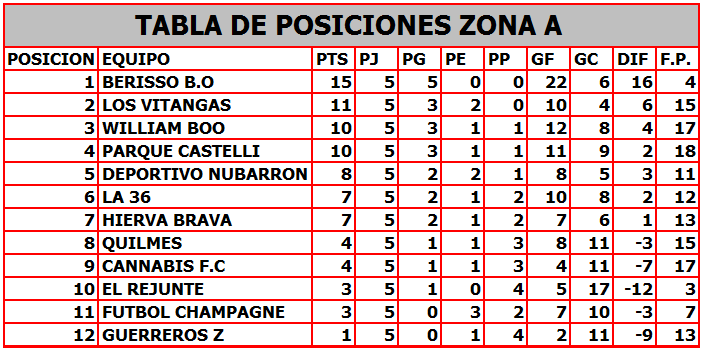 TABLA DE POSICIONES ZONA A
POSICION EQUIPO PTS PJ PG PE PP GF GC DIF F.P.
1 BERISSO B.O 15 5 5 0 0 22 6 16 4
2 LOS VITANGAS 11 5 3 2 0 10 4 6 15
3 WILLIAM BOO 10 5 3 1 1 12 8 4 17
4 PARQUE CASTELLI 10 5 3 1 1 11 9 2 18
5 DEPORTIVO NUBARRON 8 5 2 2 1 8 5 3 11
6 LA 36 7 5 2 1 2 10 8 2 12
7 HIERVA BRAVA 7 5 2 1 2 7 6 1 13
8 QUILMES 4 5 1 1 3 8 11 -3 15
9 CANNABIS F.C 4 5 1 1 3 4 11 -7 17
10 EL REJUNTE 3 5 1 0 4 5 17 -12 3
11 FUTBOL CHAMPAGNE 3 5 0 3 2 7 10 -3 7
12 GUERREROS Z 1 5 0 1 4 2 11 -9 13